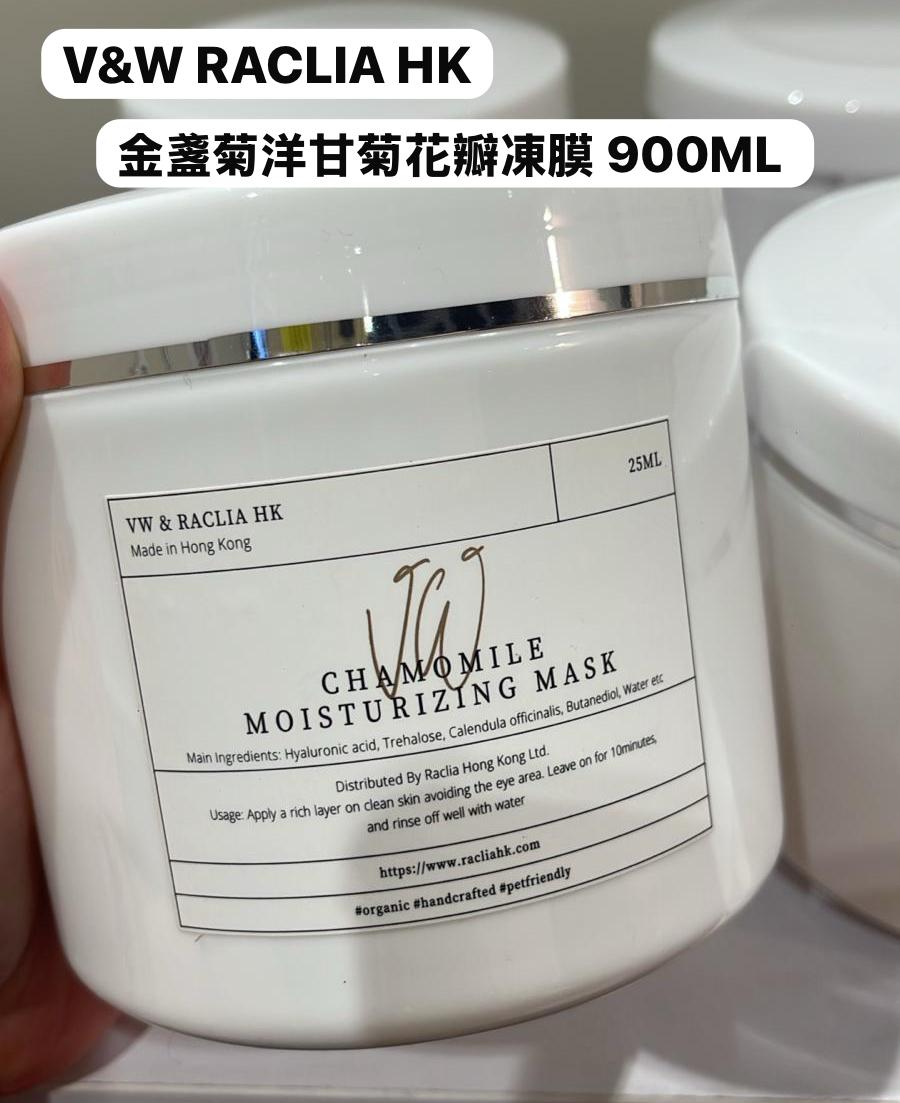 V&W RACLIA HK
金盞菊洋甘菊花瓣凍膜 900ML
VW & RACLIA HK
25ML
Made in Hong Kong
VW
CHAMOMILE
MOISTURIZING MASK
Main Ingredients: Hyaluronic acid, Trehalose, Calendula officinalis, Butanediol, Water etc
Distributed By Raclia Hong Kong Ltd.
Usage: Apply a rich layer on clean skin avoiding the eye area. Leave on for 10minutes,
and rinse off well with water
https://www.racliahk.com
#organic #handcrafted #petfriendly